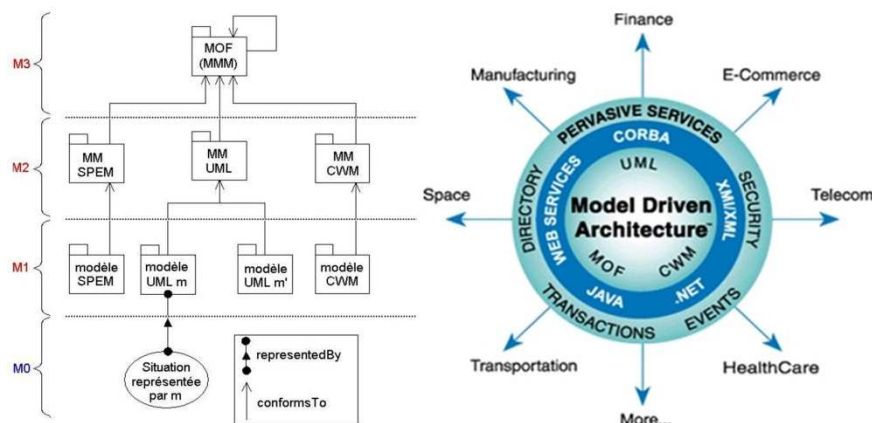 M3
MOF
(MMM)
M2
MM
SPEM
MM
UML
MM
CWM
M1
modèle
SPEM
modèle
UML m
modèle
UML m'
modèle
CWM
M0
Situation
représentée
par m
representedBy
conformsTo
Finance
Manufacturing
E-Commerce
Space
Telecom
Transportation
HealthCare
More...
PERVASIVE SERVICES
DIRECTORY
SECURITY
TRANSACTIONS
EVENTS
CORBA
WEB SERVICES
XMI/XML
JAVA
.NET
UML
Model Driven
Architecture™
MOF
CWM